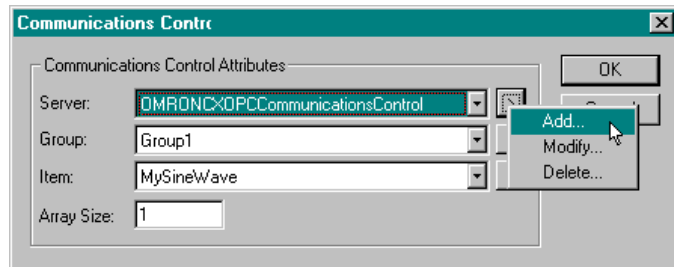 Communications Contro
Communications Control Attributes
OK
Server: OMRONCXOPCCommunicationsControl >
Add...
Group: Group1
Modify...
Item: MySineWave
Delete...
Array Size: 1